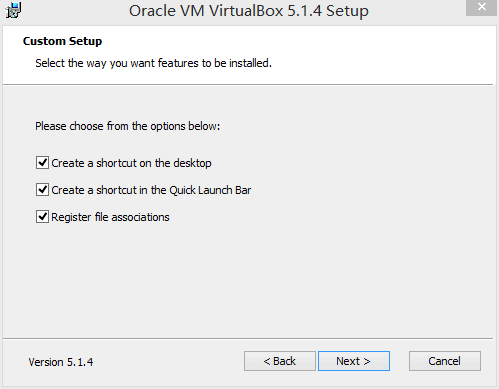 Oracle VM VirtualBox 5.1.4 Setup
Custom Setup
Select the way you want features to be installed.
Please choose from the options below:
Create a shortcut on the desktop
Create a shortcut in the Quick Launch Bar
Register file associations
Version 5.1.4
< Back
Next >
Cancel